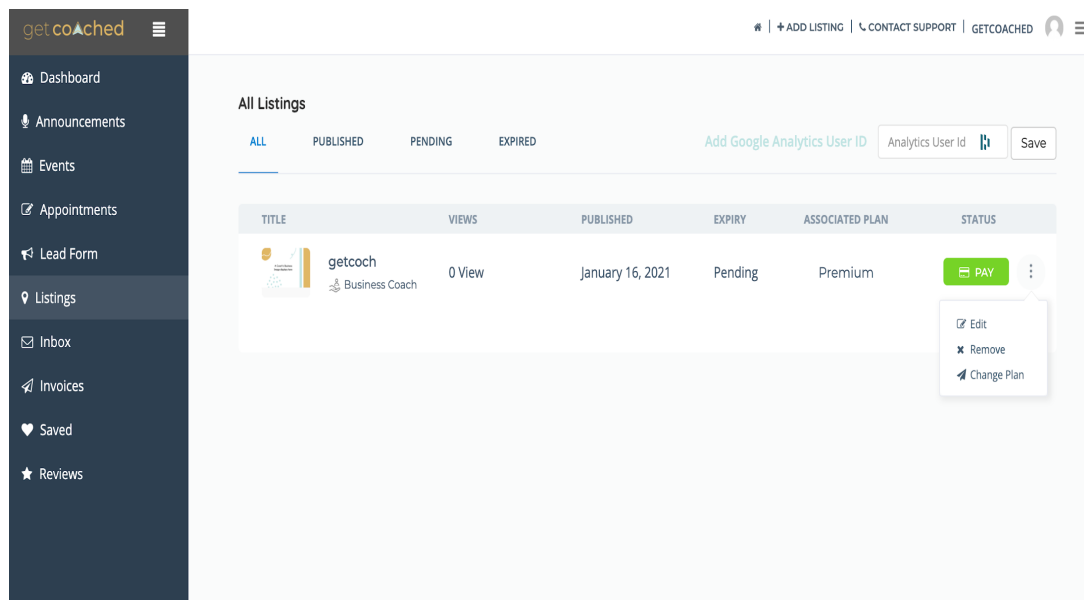 getcoached
+ ADD LISTING | CONTACT SUPPORT | GETCOACHED
Dashboard
Announcements
Events
Appointments
Lead Form
Listings
Inbox
Invoices
Saved
Reviews
All Listings
ALL PUBLISHED PENDING EXPIRED
Add Google Analytics User ID Analytics User Id Save
TITLE VIEWS PUBLISHED EXPIRY ASSOCIATED PLAN STATUS
getcoch
Business Coach
0 View January 16, 2021 Pending Premium PAY
Edit
Remove
Change Plan